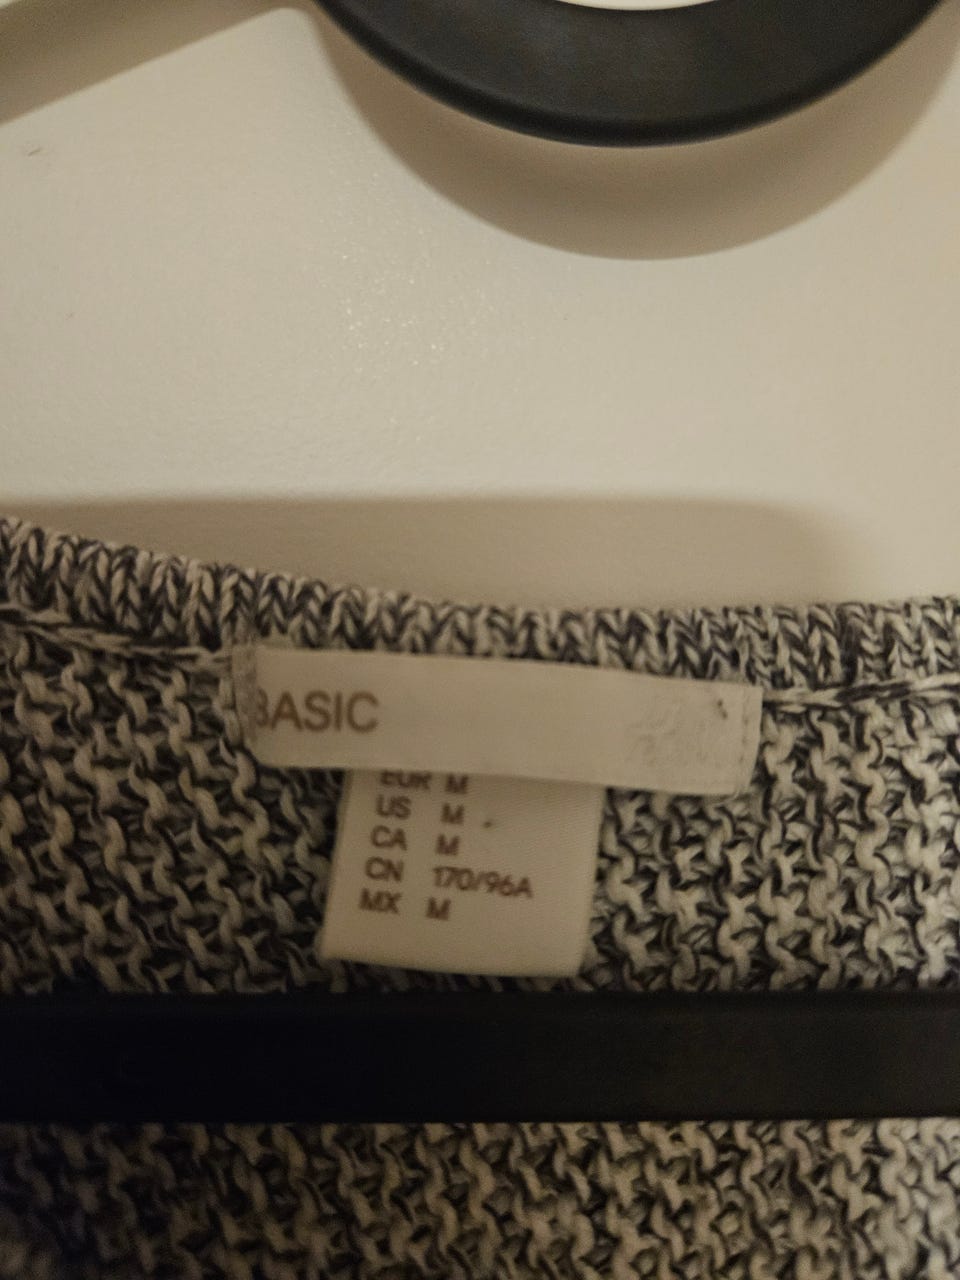 BASIC
EUR M
US M
CA M
CN 170/96A
MX M